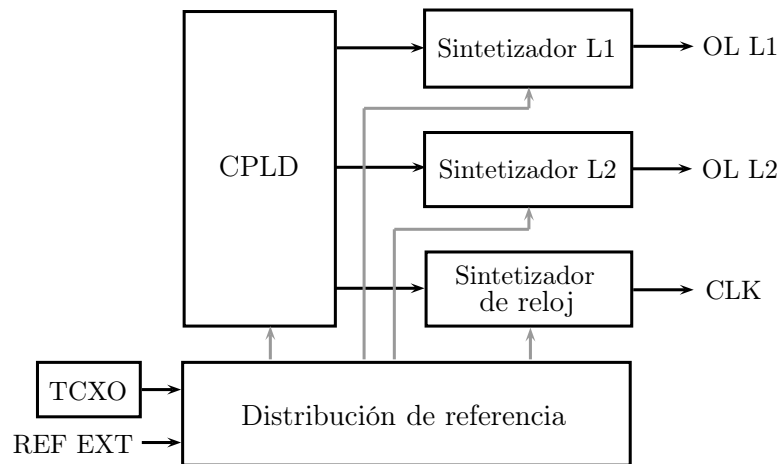 Sintetizador L1
OL L1
CPLD
Sintetizador L2
OL L2
Sintetizador
de reloj
CLK
TCXO
Distribución de referencia
REF EXT